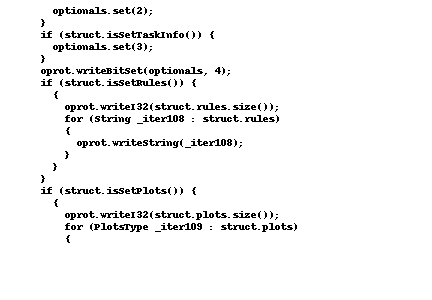 optionals.set(2);
}
if (struct.isSetTaskInfo()) {
optionals.set(3);
}
oprot.writeBitSet(optionals, 4);
if (struct.isSetRules()) {
{
oprot.writeI32(struct.rules.size());
for (String _iter108 : struct.rules)
{
oprot.writeString(_iter108);
}
}
}
if (struct.isSetPlots()) {
{
oprot.writeI32(struct.plots.size());
for (PlotsType _iter109 : struct.plots)
{